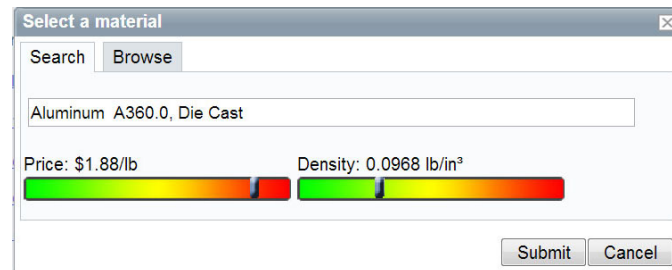 Select a material
Search Browse
Aluminum A360.0, Die Cast
Price: $1.88/lb Density: 0.0968 lb/in³
Submit Cancel